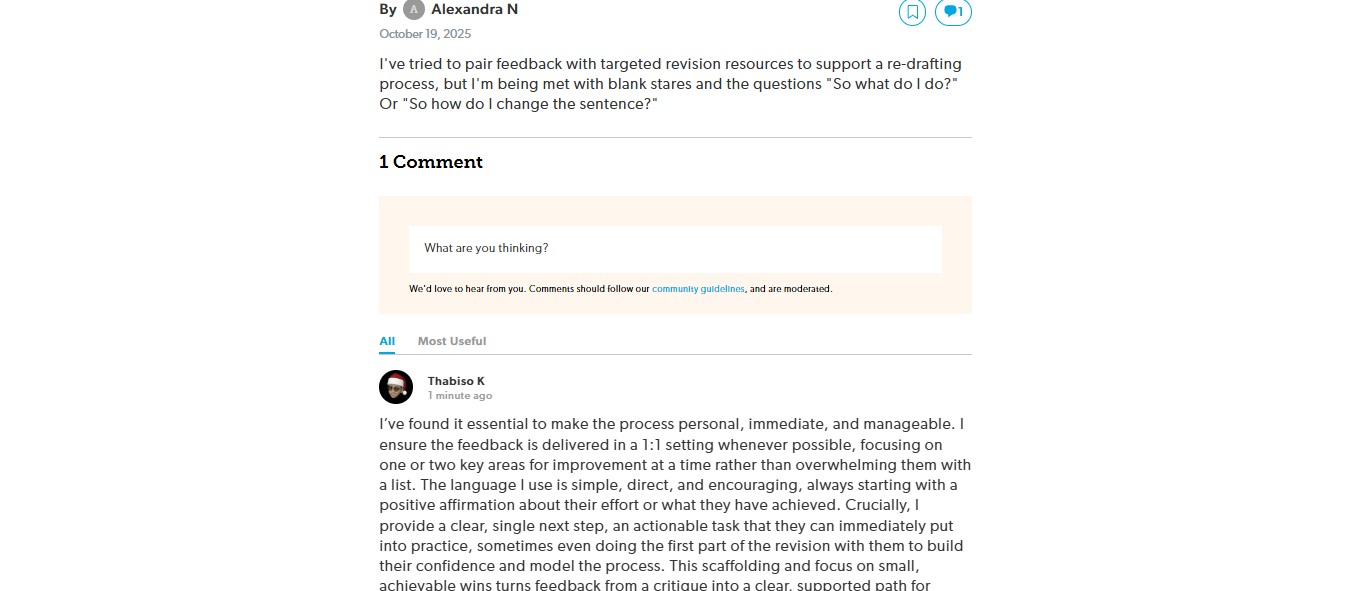 By A Alexandra N
1
October 19, 2025
I've tried to pair feedback with targeted revision resources to support a re-drafting
process, but I'm being met with blank stares and the questions "So what do I do?"
Or "So how do I change the sentence?"
1 Comment
What are you thinking?
We'd love to hear from you. Comments should follow our community guidelines, and are moderated.
All Most Useful
Thabiso K
1 minute ago
I’ve found it essential to make the process personal, immediate, and manageable. I
ensure the feedback is delivered in a 1:1 setting whenever possible, focusing on
one or two key areas for improvement at a time rather than overwhelming them with
a list. The language I use is simple, direct, and encouraging, always starting with a
positive affirmation about their effort or what they have achieved. Crucially, I
provide a clear, single next step, an actionable task that they can immediately put
into practice, sometimes even doing the first part of the revision with them to build
their confidence and model the process. This scaffolding and focus on small,
achievable wins turns feedback from a critique into a clear, supported path for